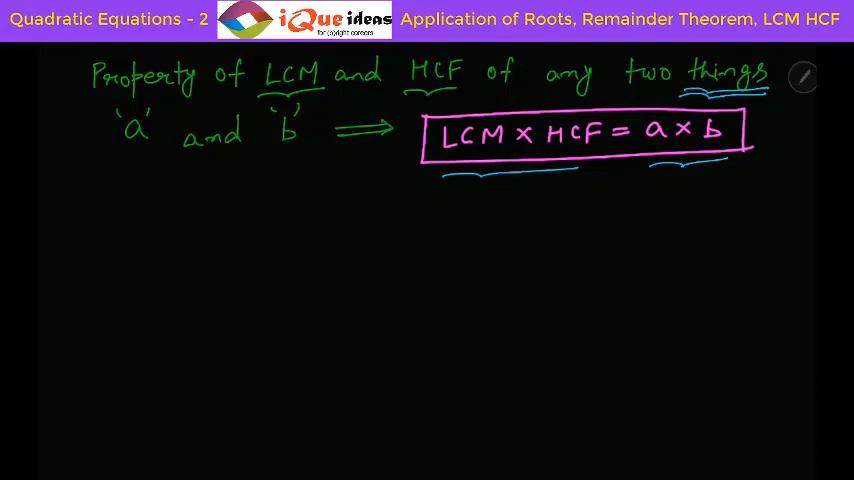 Quadratic Equations - 2 iQue ideas for (b)right careers Application of Roots, Remainder Theorem, LCM HCF
Property of LCM and HCF of any two things
'a' and 'b' ⟹ LCM × HCF = a × b